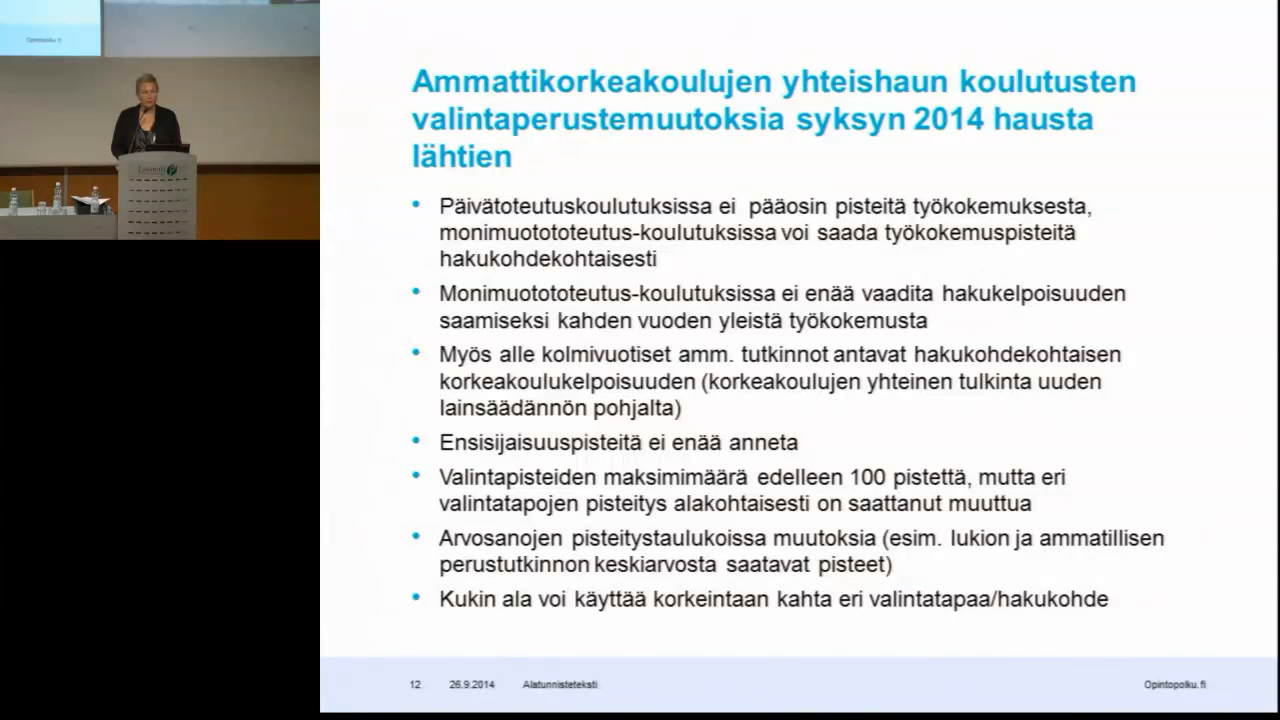 Opintopolku.fi
Ammattikorkeakoulujen yhteishaun koulutusten
valintaperustemuutoksia syksyn 2014 hausta
lähtien
• Päivätoteutuskoulutuksissa ei pääosin pisteitä työkokemuksesta,
monimuotototeutus-koulutuksissa voi saada työkokemuspisteitä
hakukohdekohtaisesti
• Monimuotototeutus-koulutuksissa ei enää vaadita hakukelpoisuuden
saamiseksi kahden vuoden yleistä työkokemusta
• Myös alle kolmivuotiset amm. tutkinnot antavat hakukohdekohtaisen
korkeakoulukelpoisuuden (korkeakoulujen yhteinen tulkinta uuden
lainsäädännön pohjalta)
• Ensisijaisuuspisteitä ei enää anneta
• Valintapisteiden maksimimäärä edelleen 100 pistettä, mutta eri
valintatapojen pisteitys alakohtaisesti on saattanut muuttua
• Arvosanojen pisteitystaulukoissa muutoksia (esim. lukion ja ammatillisen
perustutkinnon keskiarvosta saatavat pisteet)
• Kukin ala voi käyttää korkeintaan kahta eri valintatapaa/hakukohde
12 26.9.2014 Alatunnisteteksti Opintopolku.fi